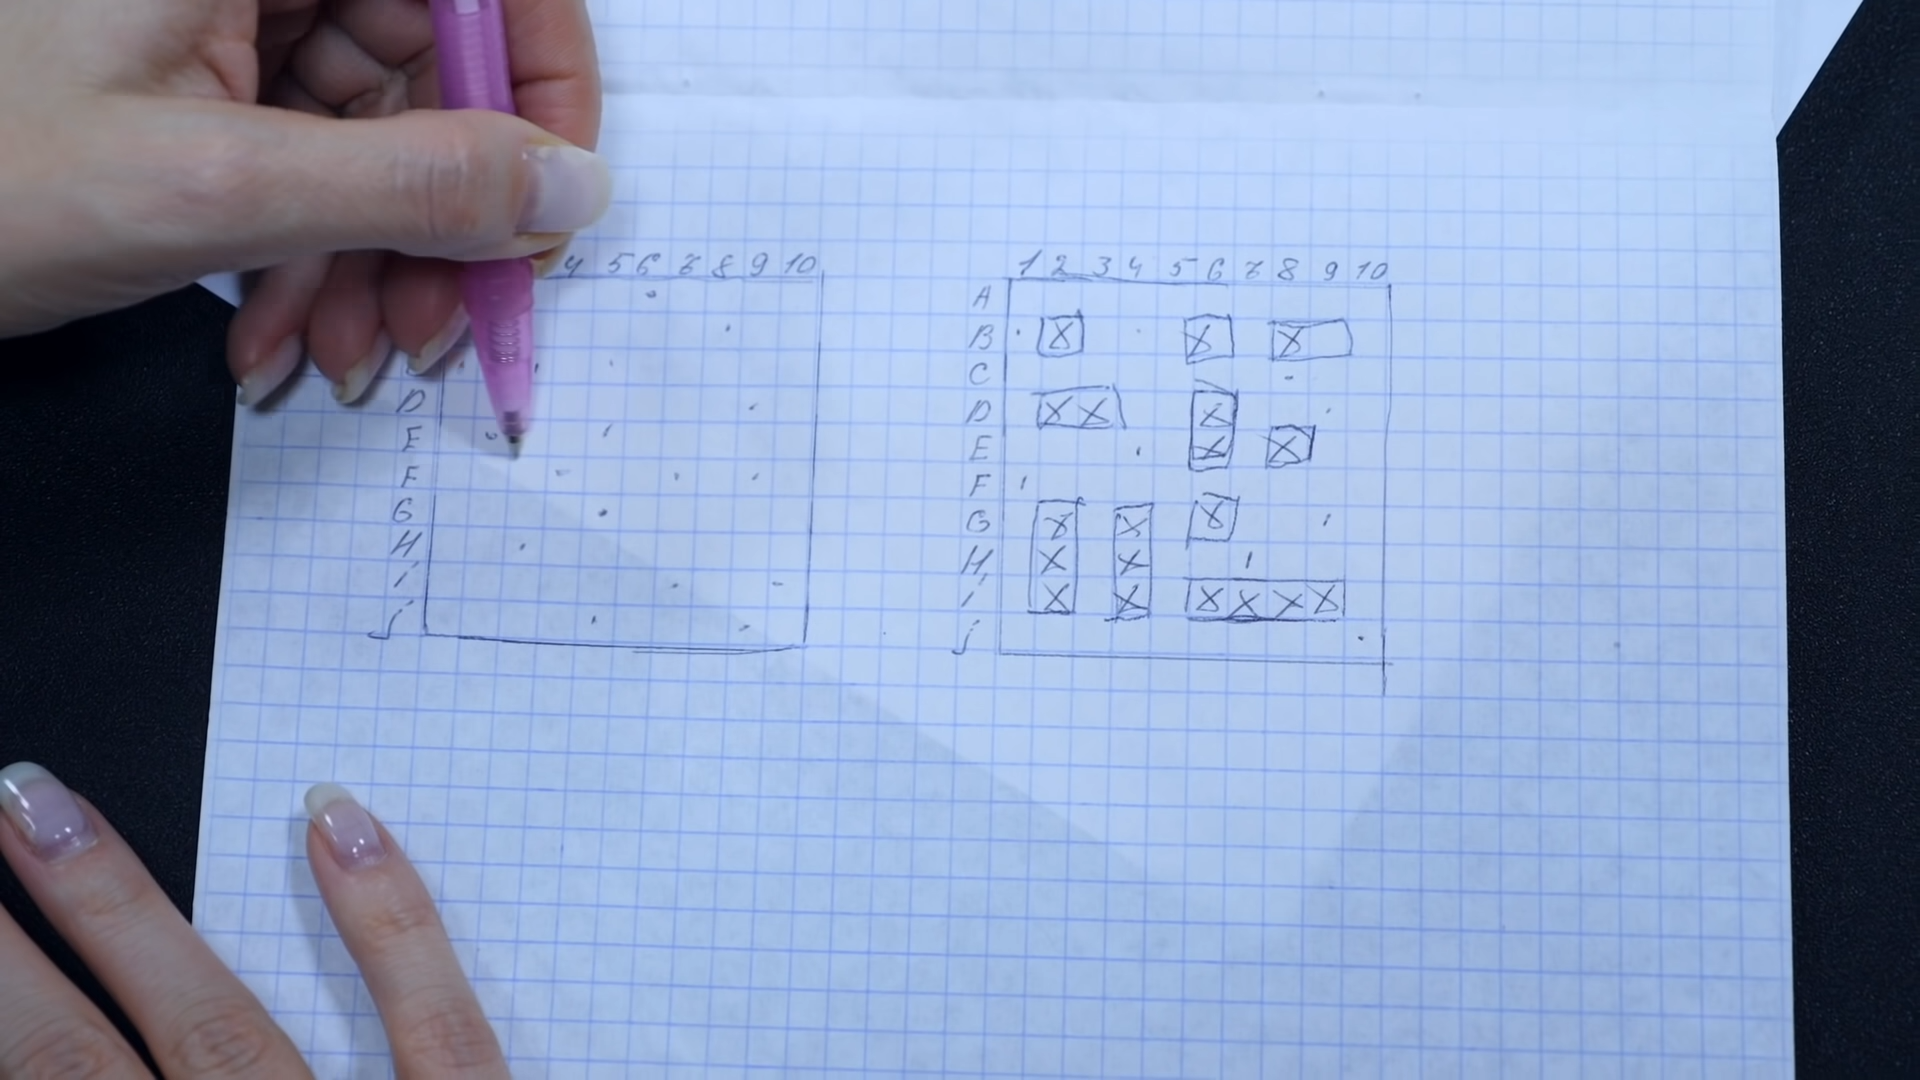 4 5 6 7 8 9 10
D
E
F
G
H
i
j
1 2 3 4 5 6 7 8 9 10
A
B X X X
C
D X X X
E X X
F
G X X X
H X X
i X X X X X X
j